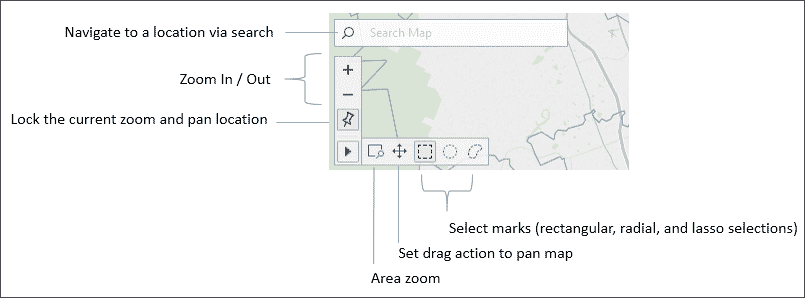 Navigate to a location via search
Search Map
Zoom In / Out
Lock the current zoom and pan location
Select marks (rectangular, radial, and lasso selections)
Set drag action to pan map
Area zoom